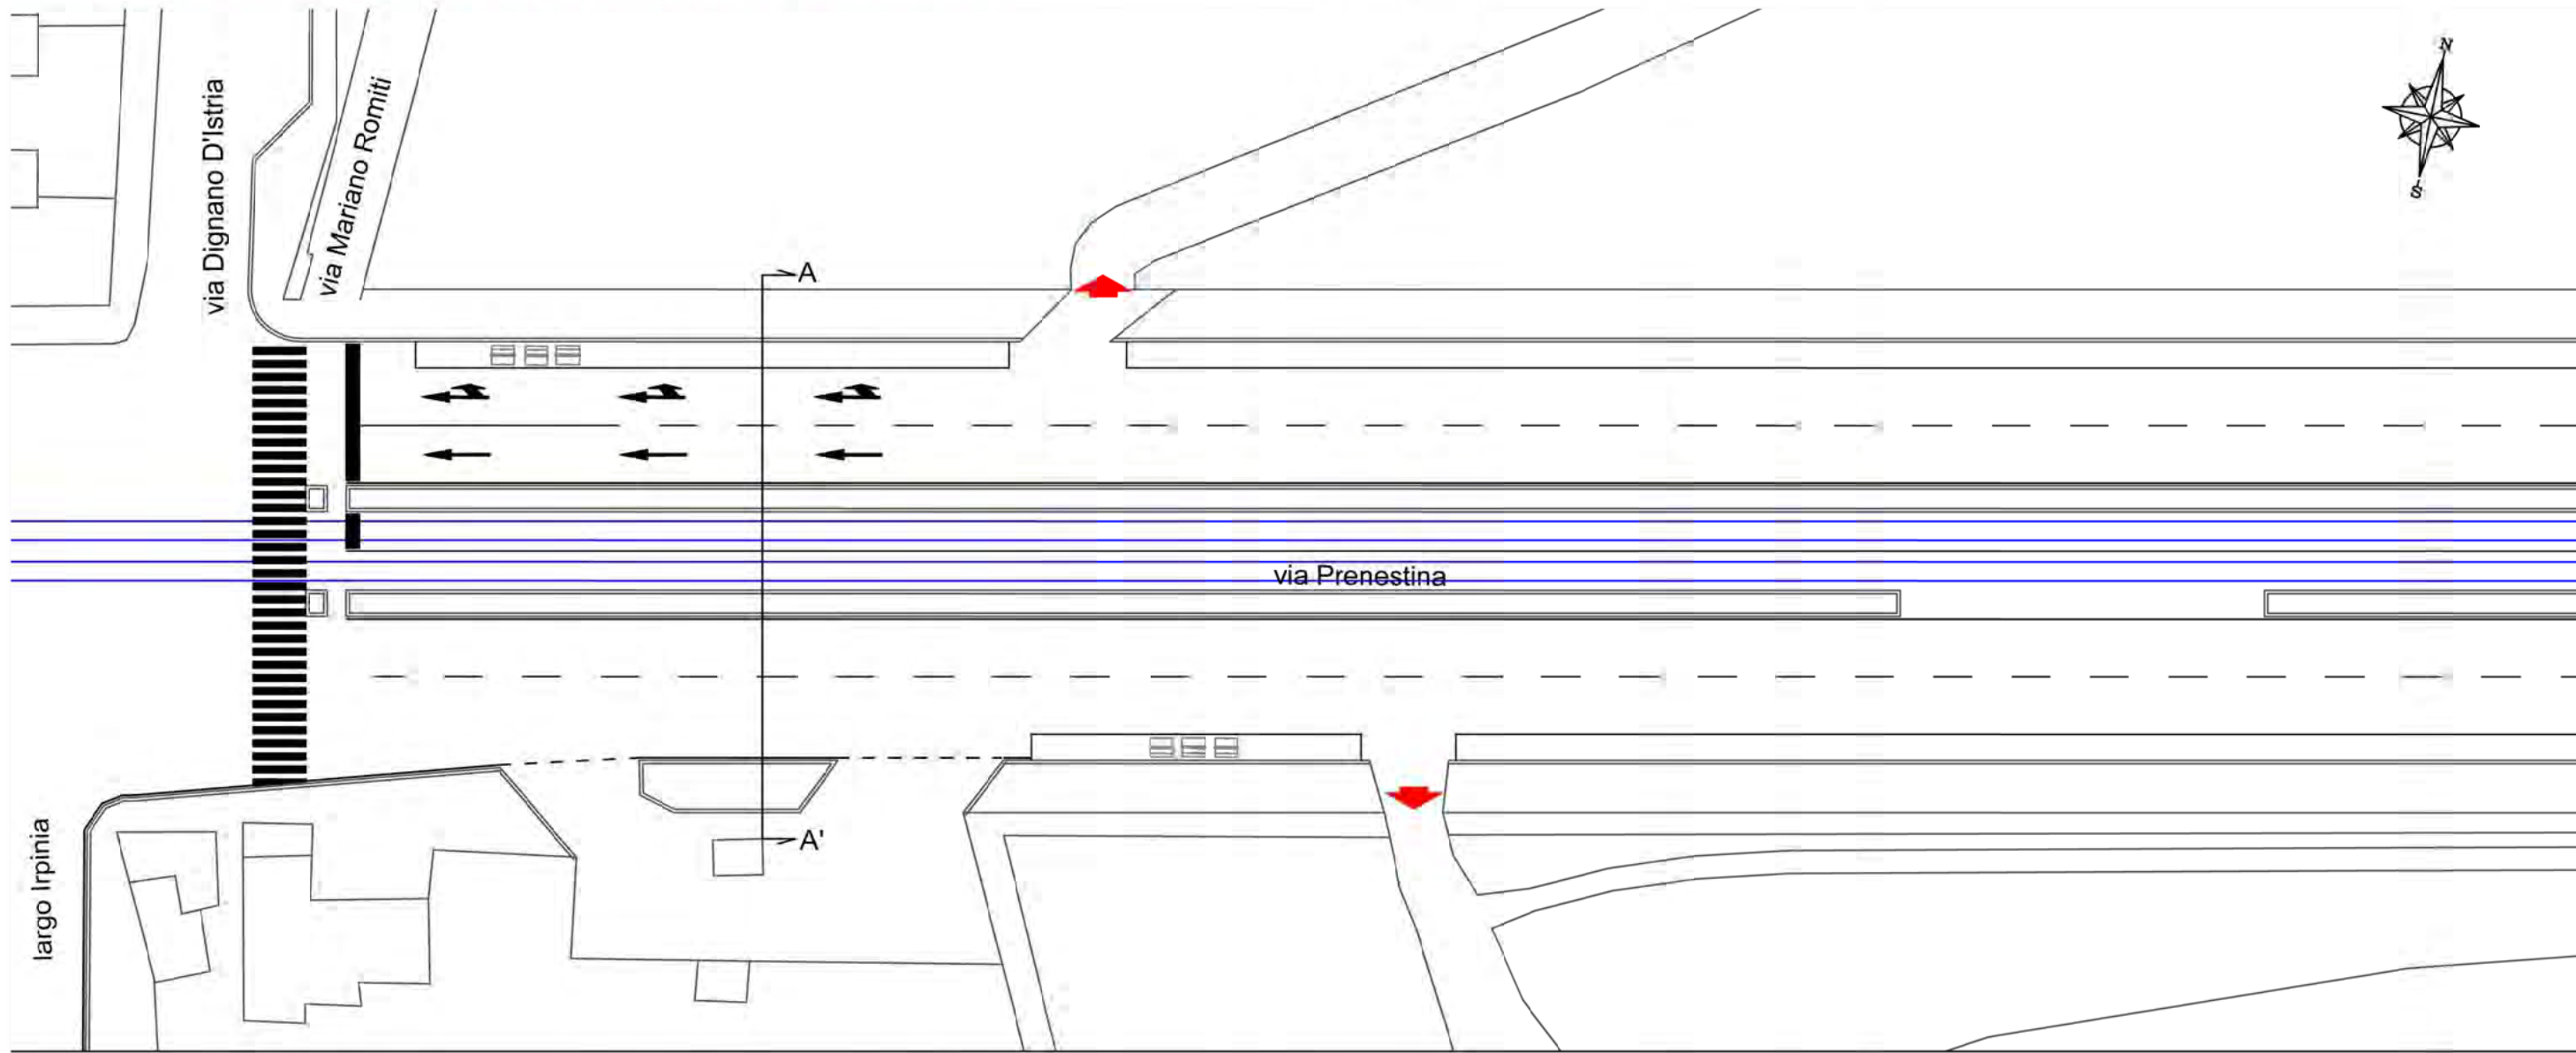 N
S
via Dignano D'Istria
via Mariano Romiti
A
via Prenestina
A'
largo Irpinia